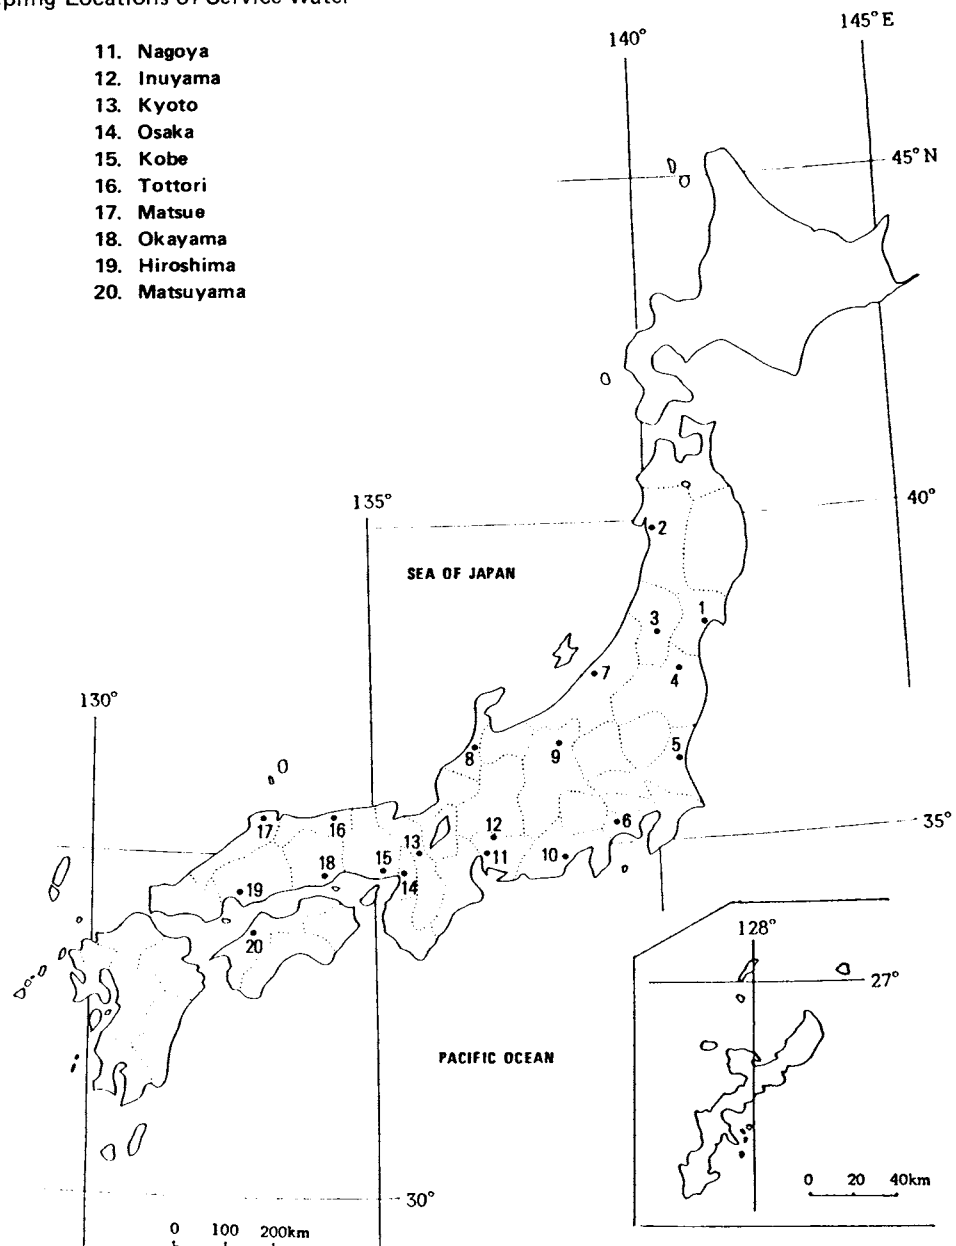 Locations of Service Water
11. Nagoya
12. Inuyama
13. Kyoto
14. Osaka
15. Kobe
16. Tottori
17. Matsue
18. Okayama
19. Hiroshima
20. Matsuyama
145° E
140°
45° N
40°
135°
2
SEA OF JAPAN
1
3
4
7
130°
5
8
9
35°
17
16
12
6
13
11
10
15
18
14
19
20
128°
27°
PACIFIC OCEAN
0 20 40km
30°
0 100 200km